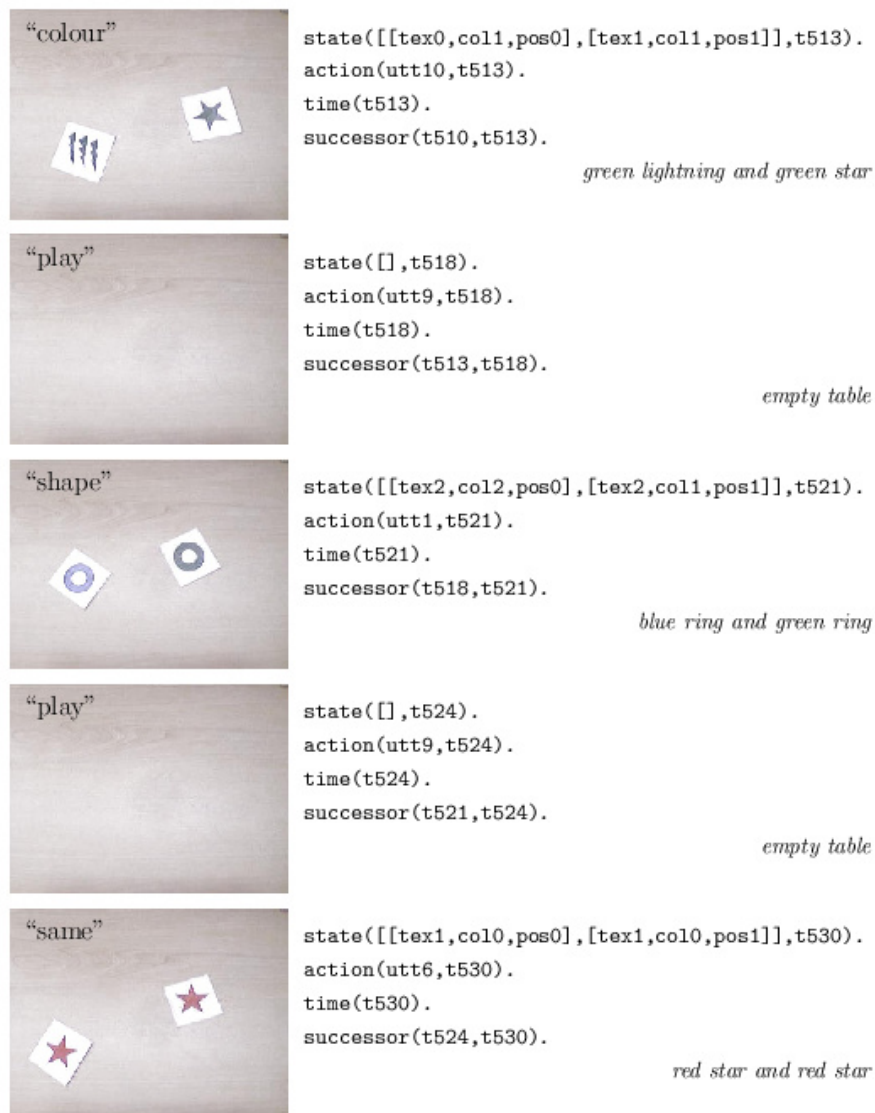 “colour”
state([[tex0,col1,pos0],[tex1,col1,pos1]],t513).
action(utt10,t513).
time(t513).
successor(t510,t513).
green lightning and green star
“play”
state([],t518).
action(utt9,t518).
time(t518).
successor(t513,t518).
empty table
“shape”
state([[tex2,col2,pos0],[tex2,col1,pos1]],t521).
action(utt1,t521).
time(t521).
successor(t518,t521).
blue ring and green ring
“play”
state([],t524).
action(utt9,t524).
time(t524).
successor(t521,t524).
empty table
“same”
state([[tex1,col0,pos0],[tex1,col0,pos1]],t530).
action(utt6,t530).
time(t530).
successor(t524,t530).
red star and red star